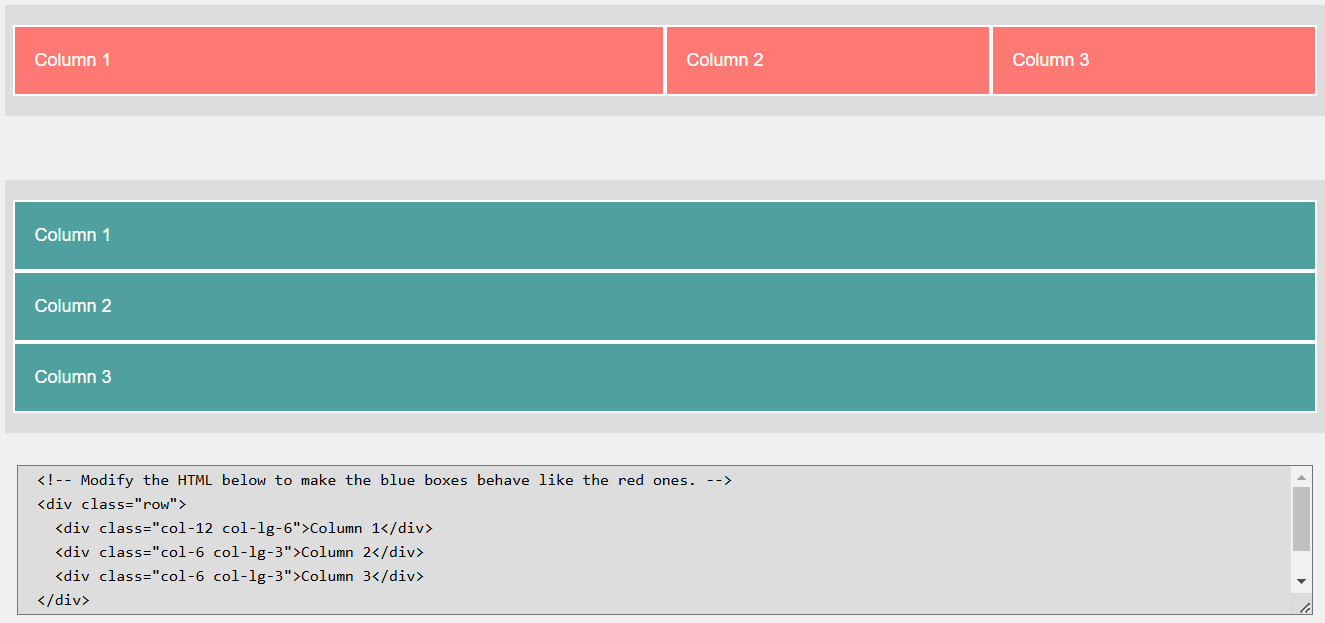 Column 1 Column 2 Column 3
Column 1
Column 2
Column 3
<!-- Modify the HTML below to make the blue boxes behave like the red ones. -->
<div class="row">
  <div class="col-12 col-lg-6">Column 1</div>
  <div class="col-6 col-lg-3">Column 2</div>
  <div class="col-6 col-lg-3">Column 3</div>
</div>